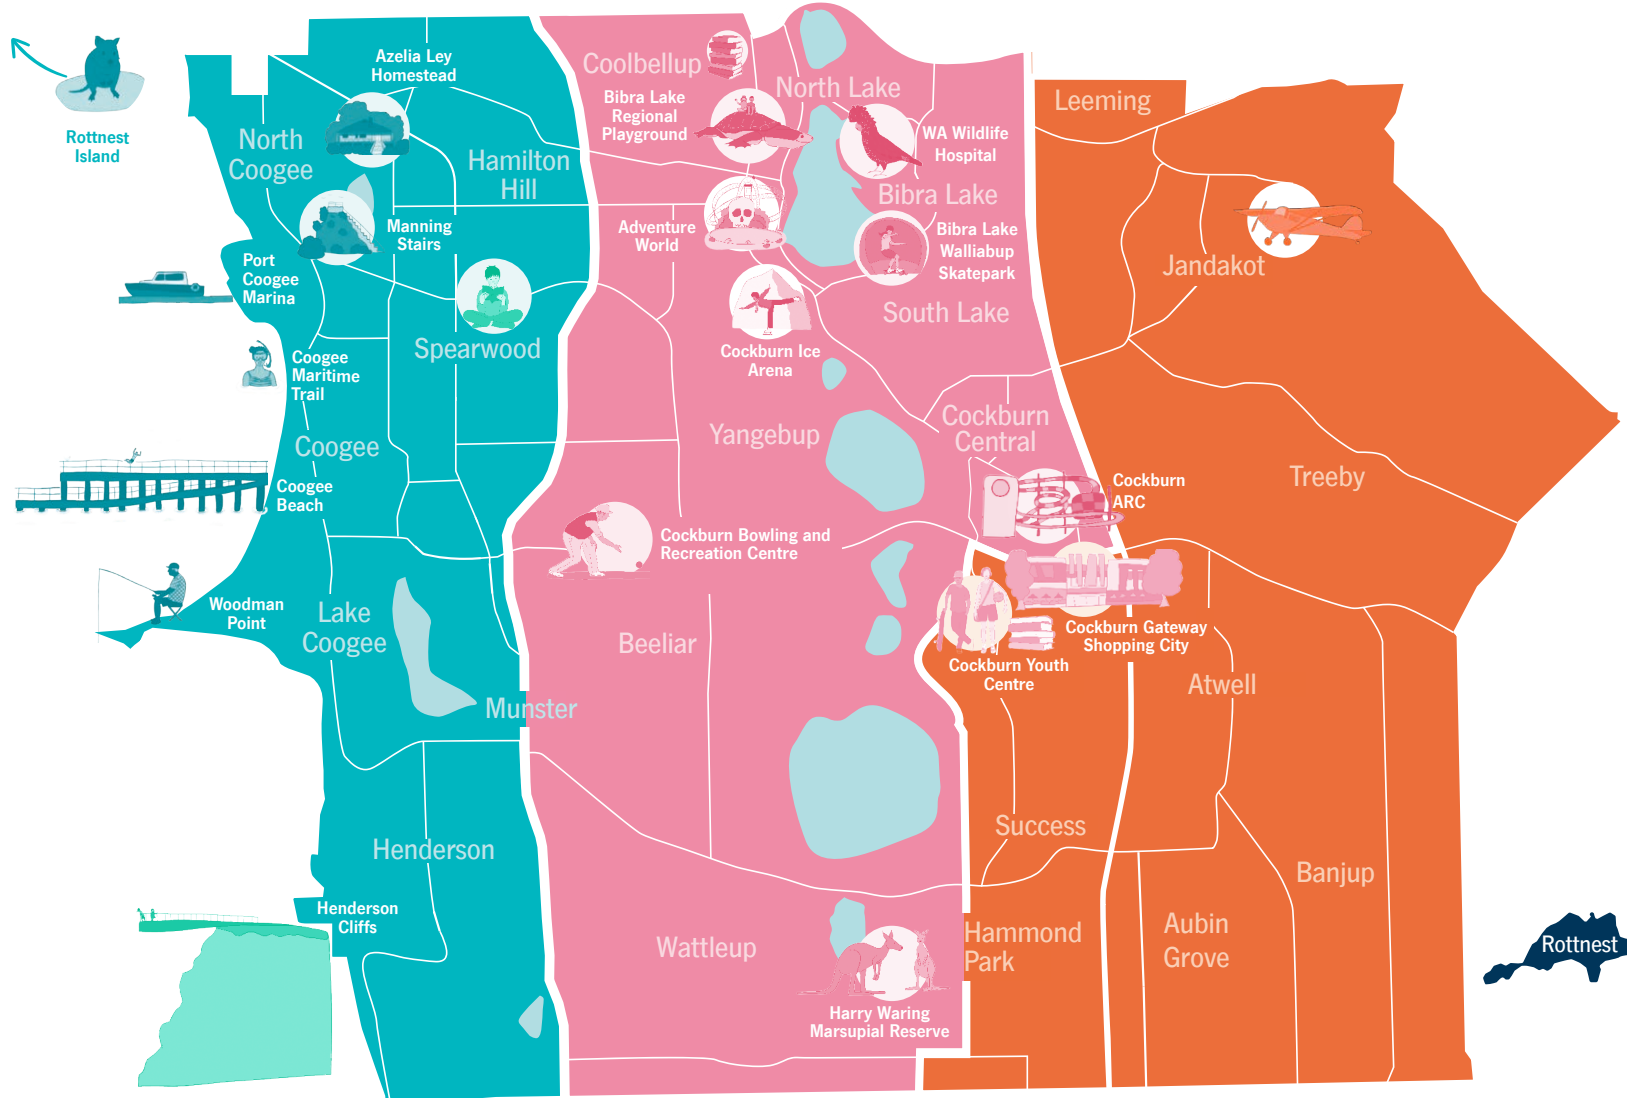 Rottnest
Island
Azelia Ley
Homestead
North
Coogee
Hamilton
Hill
Manning
Stairs
Port
Coogee
Marina
Spearwood
Coogee
Maritime
Trail
Coogee
Coogee
Beach
Woodman
Point
Lake
Coogee
Munster
Henderson
Henderson
Cliffs
Coolbellup
North Lake
Bibra Lake
Regional
Playground
WA Wildlife
Hospital
Bibra Lake
Adventure
World
Bibra Lake
Walliabup
Skatepark
South Lake
Cockburn Ice
Arena
Yangebup
Cockburn
Central
Cockburn
ARC
Cockburn Bowling and
Recreation Centre
Beeliar
Cockburn Gateway
Shopping City
Cockburn Youth
Centre
Wattleup
Harry Waring
Marsupial Reserve
Leeming
Jandakot
Treeby
Atwell
Success
Banjup
Hammond
Park
Aubin
Grove
Rottnest